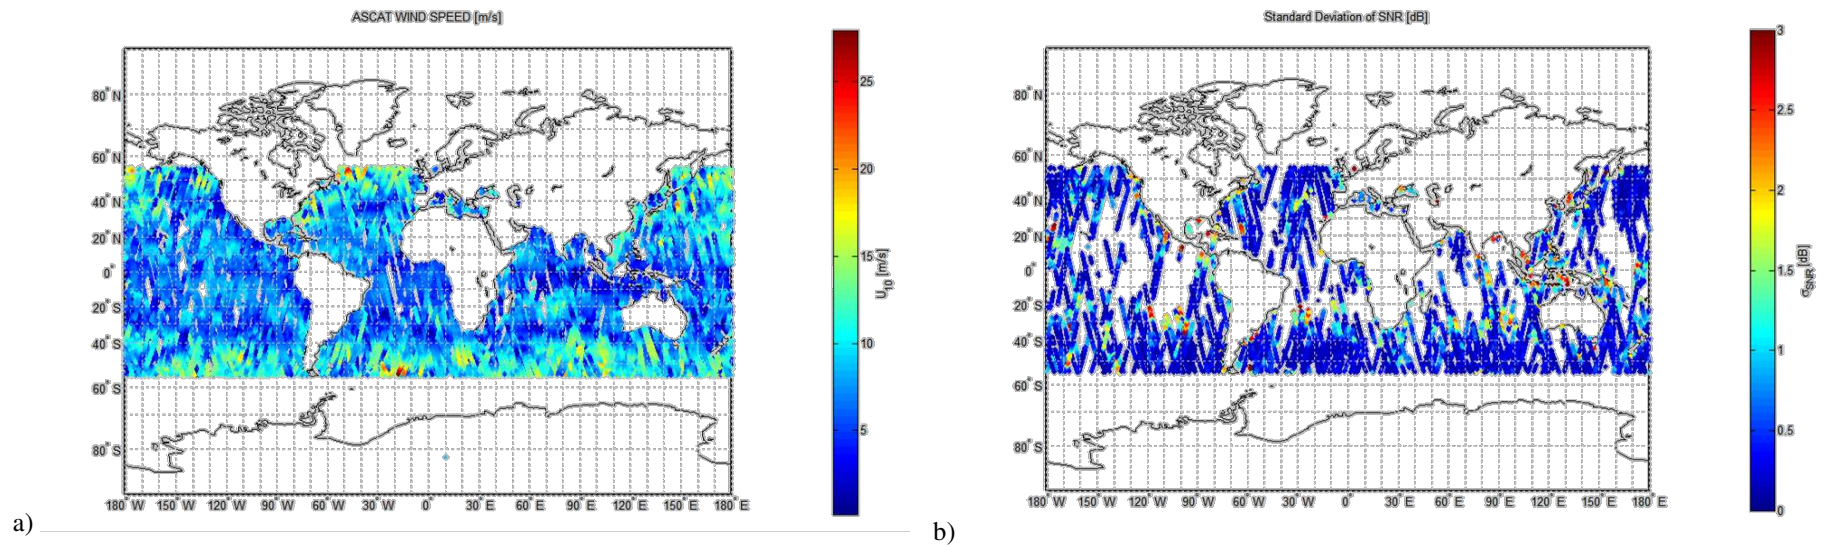 ASCAT WIND SPEED [m/s]
80° N
60° N
40° N
20° N
0°
20° S
40° S
60° S
80° S
180° W 150° W 120° W 90° W 60° W 30° W 0° 30° E 60° E 90° E 120° E 150° E 180° E
25
20
15
10
5
U10 [m/s]
a)
Standard Deviation of SNR [dB]
80° N
60° N
40° N
20° N
0°
20° S
40° S
60° S
80° S
180° W 150° W 120° W 90° W 60° W 30° W 0° 30° E 60° E 90° E 120° E 150° E 180° E
3
2.5
2
1.5
1
0.5
0
σSNR [dB]
b)